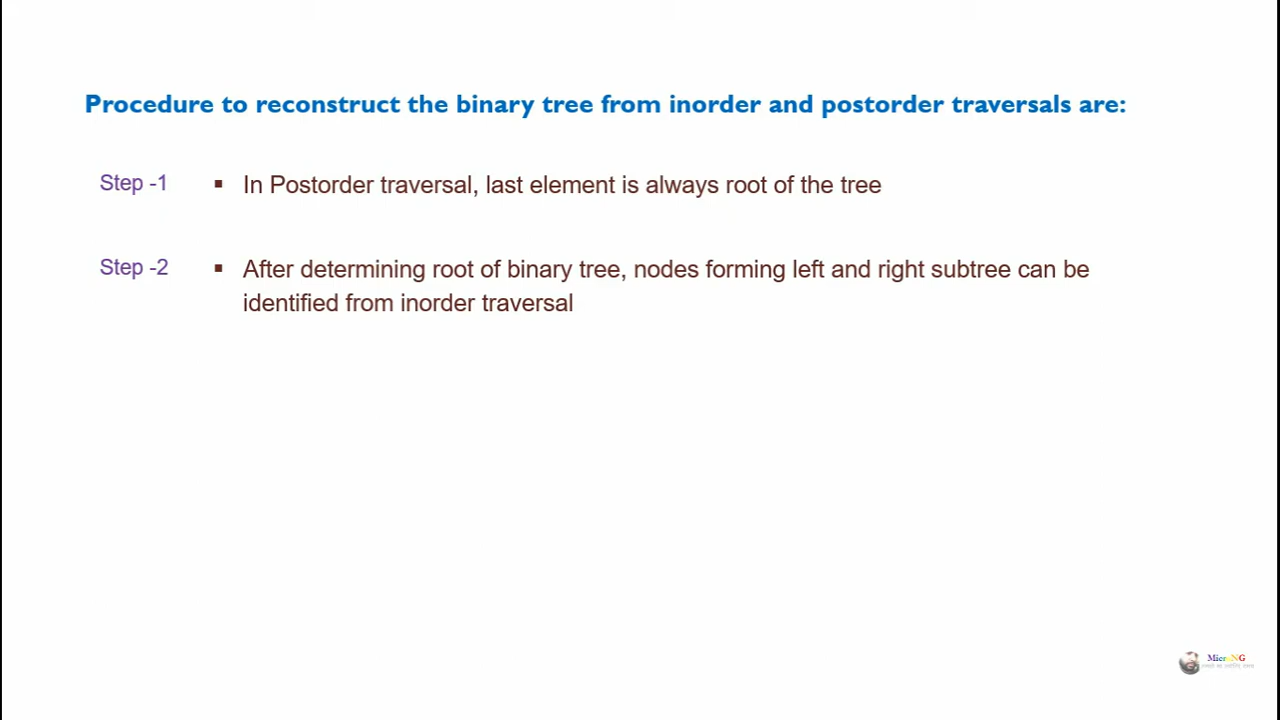 Procedure to reconstruct the binary tree from inorder and postorder traversals are:
Step -1 ▪ In Postorder traversal, last element is always root of the tree
Step -2 ▪ After determining root of binary tree, nodes forming left and right subtree can be
identified from inorder traversal
MicroNG